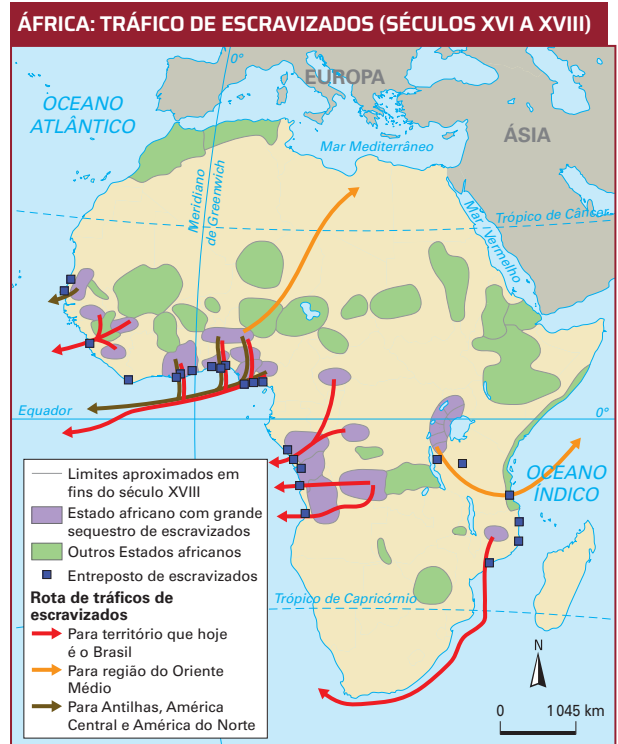 ÁFRICA: TRÁFICO DE ESCRAVIZADOS (SÉCULOS XVI A XVIII)
0°
EUROPA
OCEANO
ATLÂNTICO
ÁSIA
Mar Mediterrâneo
Meridiano
de Greenwich
Mar Vermelho
Trópico de Câncer
Equador
0°
OCEANO
ÍNDICO
Limites aproximados em
fins do século XVIII
Estado africano com grande
sequestro de escravizados
Outros Estados africanos
Entreposto de escravizados
Rota de tráficos de
escravizados
Para território que hoje
é o Brasil
Para região do Oriente
Médio
Para Antilhas, América
Central e América do Norte
Trópico de Capricórnio
N
0 1 045 km